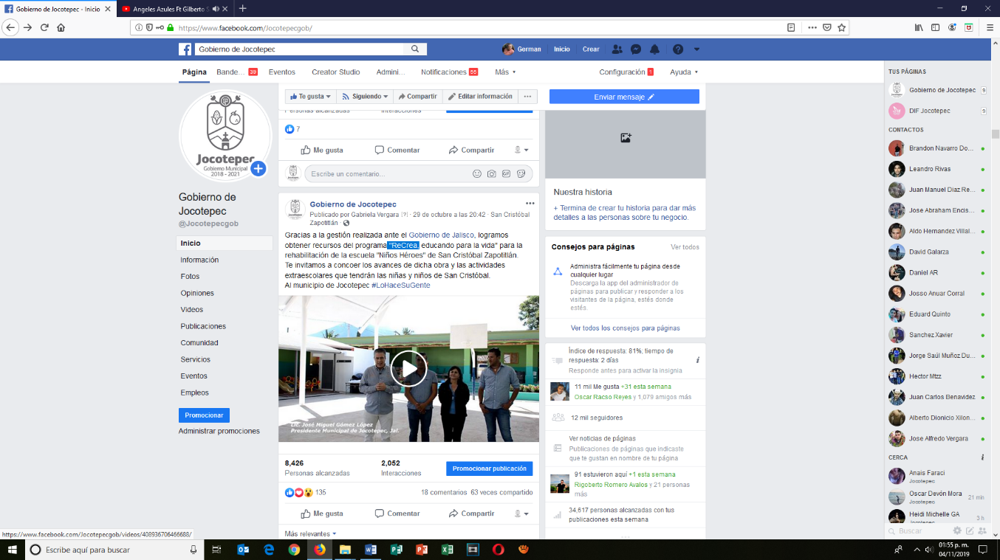 Gobierno de Jocotepec - Inicio
Angeles Azules Ft Gilberto S
https://www.facebook.com/Jocotepecgob/
Gobierno de Jocotepec
German Inicio Crear
Página Bande... 39 Eventos Creator Studio Admini... Notificaciones 55 Más Configuración 1 Ayuda
Te gusta Siguiendo Compartir Editar información ...
Enviar mensaje
Jocotepec
Gobierno Municipal
2018 - 2021
Gobierno de
Jocotepec
@Jocotepecgob
Inicio
Información
Fotos
Opiniones
Videos
Publicaciones
Comunidad
Servicios
Eventos
Empleos
Promocionar
Administrar promociones
Personas alcanzadas Interacciones
7
Me gusta Comentar Compartir
Escribe un comentario...
Gobierno de Jocotepec
Publicado por Gabriela Vergara [?] · 29 de octubre a las 20:42 · San Cristóbal
Zapotitlán ·
Gracias a la gestión realizada ante el Gobierno de Jalisco, logramos
obtener recursos del programa "ReCrea, educando para la vida" para la
rehabilitación de la escuela "Niños Héroes" de San Cristóbal Zapotitlán.
Te invitamos a concoer los avances de dicha obra y las actividades
extraescolares que tendrán las niñas y niños de San Cristóbal.
Al municipio de Jocotepec #LoHaceSuGente
Lic. José Miguel Gómez López
Presidente Municipal de Jocotepec, Jal.
8,426 2,052
Personas alcanzadas Interacciones
Promocionar publicación
135 18 comentarios 63 veces compartido
Me gusta Comentar Compartir
Más relevantes
Nuestra historia
+ Termina de crear tu historia para dar más
detalles a las personas sobre tu negocio.
Consejos para páginas Ver todos
Administra fácilmente tu página desde
cualquier lugar
Descarga la app del administrador de
páginas para publicar y responder a los
visitantes de la página, estés donde
estés.
Ver todos los consejos para páginas
Índice de respuesta: 81%, tiempo de
respuesta: 2 días
Responde antes para activar la insignia
11 mil Me gusta +31 esta semana
Oscar Racso Reyes y 1,079 amigos más
12 mil seguidores
Ver noticias de páginas
Publicaciones de páginas que indicaste
que te gustan en nombre de tu página
91 estuvieron aquí +1 esta semana
Rigoberto Romero Avalos y 21 personas
más
34,617 personas alcanzadas con tus
publicaciones esta semana
TUS PÁGINAS
Gobierno de Jocotepec 9
DIF Jocotepec 9
CONTACTOS
Brandon Navarro Do...
Leandro Rivas
Juan Manuel Diaz Re...
Jose Abraham Encis...
Aldo Hernandez Villal...
David Galarza
Daniel AR
Josso Anuar Corral
Eduard Quinto
Sanchez Xavier
Jorge Saúl Muñoz Du...
Hector Mtzz
Juan Carlos Benavidez
Alberto Dionicio Xilon...
Jose Alfredo Vergara
CERCA
Anais Faraci
Jocotepec
Oscar Devón Mora 21 min
Jocotepec
Heidi Michelle GA 3 h
Jocotepec
Buscar
https://www.facebook.com/Jocotepecgob/videos/408936706466688/
Escribe aquí para buscar
01:55 p. m.
04/11/2019